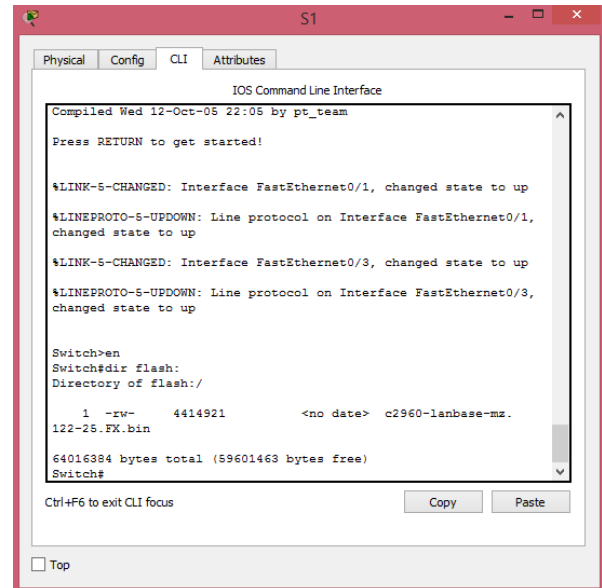 S1
Physical Config CLI Attributes
IOS Command Line Interface
Compiled Wed 12-Oct-05 22:05 by pt_team
Press RETURN to get started!
%LINK-5-CHANGED: Interface FastEthernet0/1, changed state to up
%LINEPROTO-5-UPDOWN: Line protocol on Interface FastEthernet0/1,
changed state to up
%LINK-5-CHANGED: Interface FastEthernet0/3, changed state to up
%LINEPROTO-5-UPDOWN: Line protocol on Interface FastEthernet0/3,
changed state to up
Switch>en
Switch#dir flash:
Directory of flash:/
1 -rw- 4414921 <no date> c2960-lanbase-mz.
122-25.FX.bin
64016384 bytes total (59601463 bytes free)
Switch#
Ctrl+F6 to exit CLI focus Copy Paste
Top